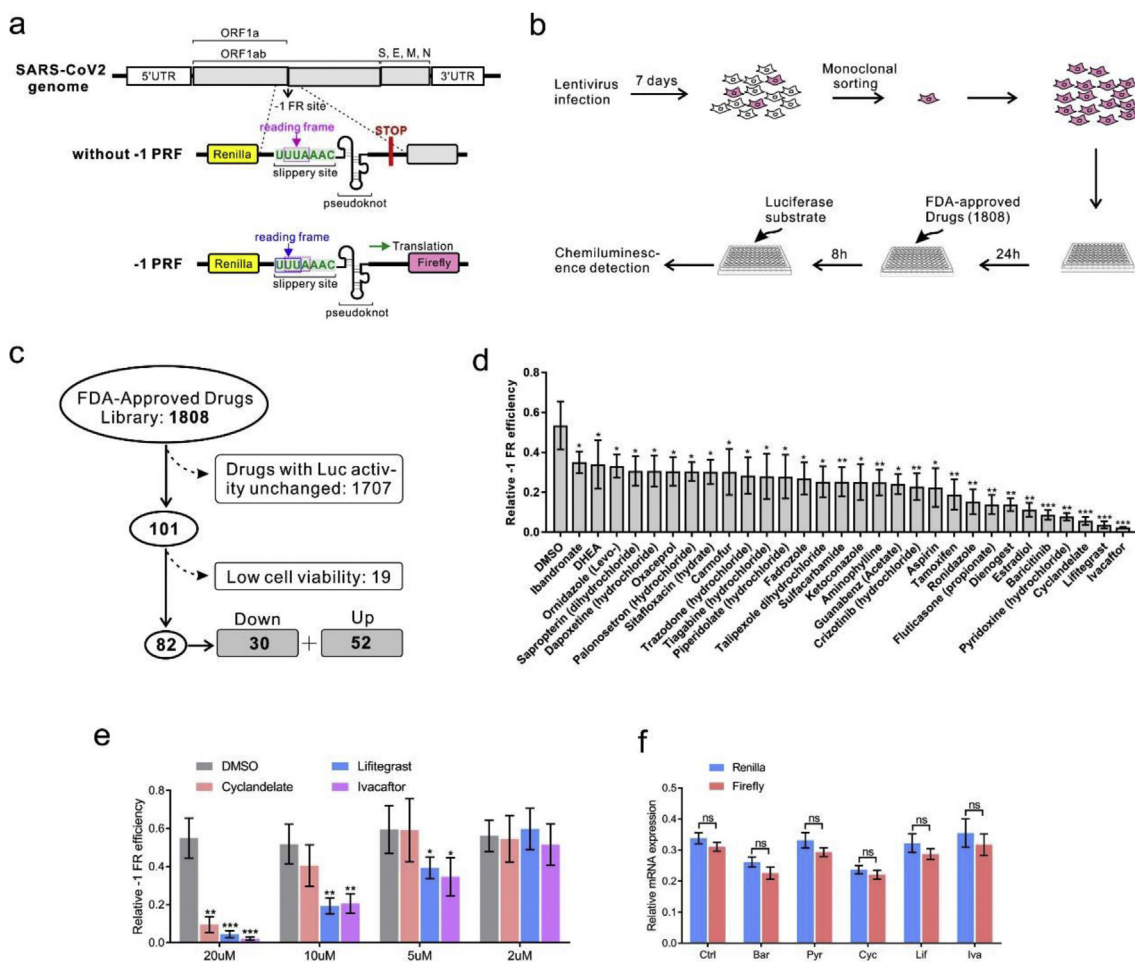 a
ORF1a
ORF1ab
S, E, M, N
SARS-CoV2
genome
5'UTR
3'UTR
-1 FR site
reading frame
STOP
without -1 PRF
Renilla
UUUAAAC
slippery site
pseudoknot
reading frame
Translation
-1 PRF
Renilla
UUUAAAC
Firefly
slippery site
pseudoknot
b
Lentivirus
infection
7 days
Monoclonal
sorting
Luciferase
substrate
FDA-approved
Drugs (1808)
Chemiluminesc-
ence detection
8h
24h
c
FDA-Approved Drugs
Library: 1808
Drugs with Luc activ-
ity unchanged: 1707
101
Low cell viability: 19
Down
Up
82
30
+
52
d
Relative -1 FR efficiency
0.8
0.6
0.4
0.2
0.0
* * * * * * * * * * * * * ** * ** * ** * ** ** ** ** ** *** ** *** *** ***
DMSO
Ibandronate
DHEA
Ornidazole (Levo-)
Sapropterin (dihydrochloride)
Dapoxetine (hydrochloride)
Oxaceprol
Palonosetron (Hydrochloride)
Sitafloxacin (hydrate)
Carmofur
Trazodone (hydrochloride)
Tiagabine (hydrochloride)
Piperidolate (hydrochloride)
Fadrozole
Talipexole dihydrochloride
Sulfacarbamide
Ketoconazole
Aminophylline
Guanabenz (Acetate)
Crizotinib (hydrochloride)
Aspirin
Tamoxifen
Ronidazole
Fluticasone (propionate)
Dienogest
Estradiol
Baricitinib
Pyridoxine (hydrochloride)
Cyclandelate
Liftegrast
Ivacaftor
e
DMSO
Lifitegrast
Cyclandelate
Ivacaftor
Relative -1 FR efficiency
0.8
0.6
0.4
0.2
0.0
** *** ***
** **
* *
20uM
10uM
5uM
2uM
f
Renilla
Firefly
Relative mRNA expression
0.5
0.4
0.3
0.2
0.1
0.0
ns
ns
ns
ns
ns
ns
Ctrl
Bar
Pyr
Cyc
Lif
Iva